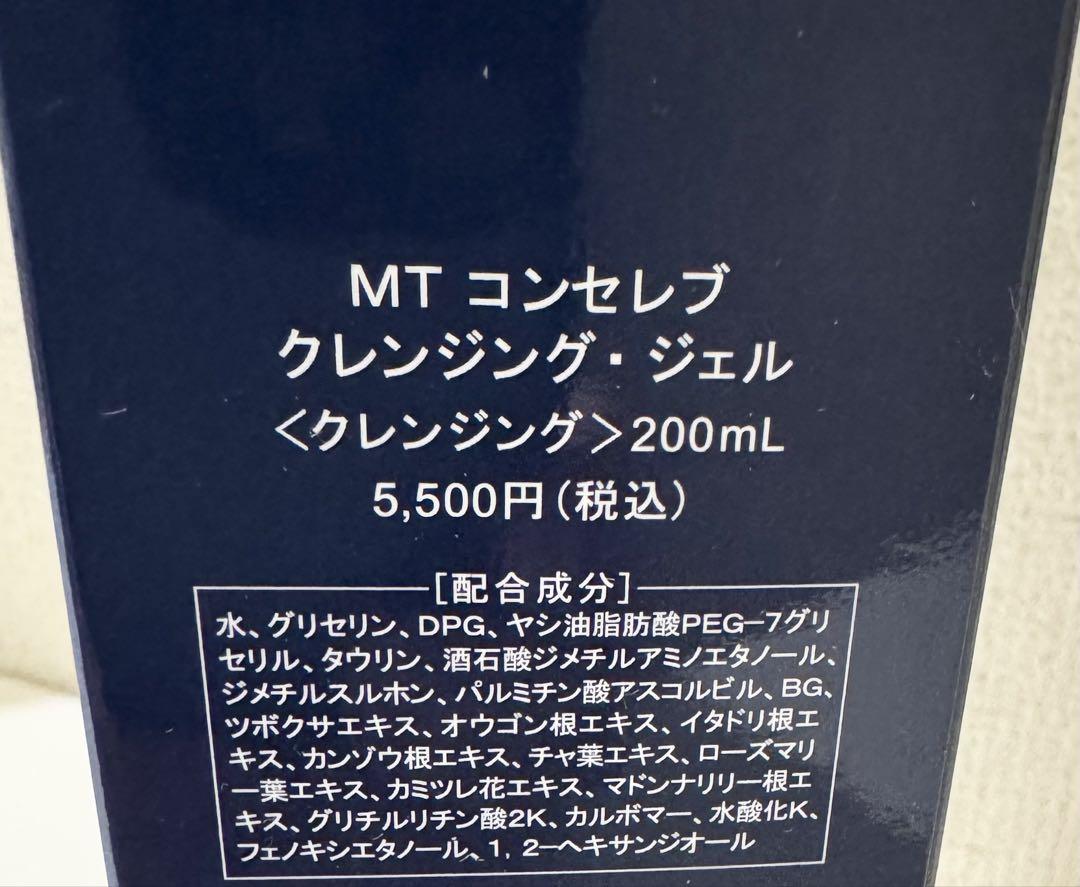 MT コンセレブ
クレンジング・ジェル
＜クレンジング＞200mL
5,500円（税込）
［配合成分］
水、グリセリン、DPG、ヤシ油脂肪酸PEG−7グリ
セリル、タウリン、酒石酸ジメチルアミノエタノール、
ジメチルスルホン、パルミチン酸アスコルビル、BG、
ツボクサエキス、オウゴン根エキス、イタドリ根エ
キス、カンゾウ根エキス、チャ葉エキス、ローズマリ
ー葉エキス、カミツレ花エキス、マドンナリリー根エ
キス、グリチルリチン酸2K、カルボマー、水酸化K、
フェノキシエタノール、1，2−ヘキサンジオール